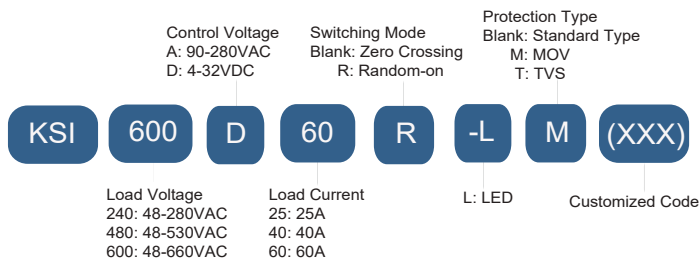 Control Voltage
A: 90-280VAC
D: 4-32VDC
Switching Mode
Blank: Zero Crossing
R: Random-on
Protection Type
Blank: Standard Type
M: MOV
T: TVS
KSI 600 D 60 R -L M (XXX)
Load Voltage
240: 48-280VAC
480: 48-530VAC
600: 48-660VAC
Load Current
25: 25A
40: 40A
60: 60A
L: LED
Customized Code